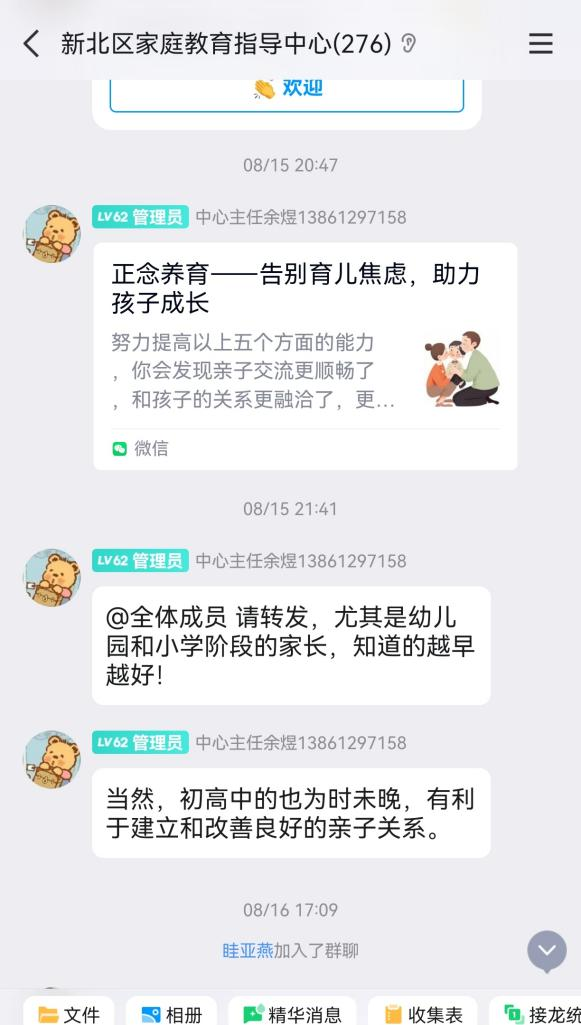 新北区家庭教育指导中心(276)
欢迎
08/15 20:47
LV62 管理员 中心主任余煜13861297158
正念养育——告别育儿焦虑，助力
孩子成长
努力提高以上五个方面的能力
，你会发现亲子交流更顺畅了
，和孩子的关系更融洽了，更...
微信
08/15 21:41
LV62 管理员 中心主任余煜13861297158
@全体成员 请转发，尤其是幼儿
园和小学阶段的家长，知道的越早
越好！
LV62 管理员 中心主任余煜13861297158
当然，初高中的也为时未晚，有利
于建立和改善良好的亲子关系。
08/16 17:09
眭亚燕加入了群聊
文件 相册 精华消息 收集表 接龙